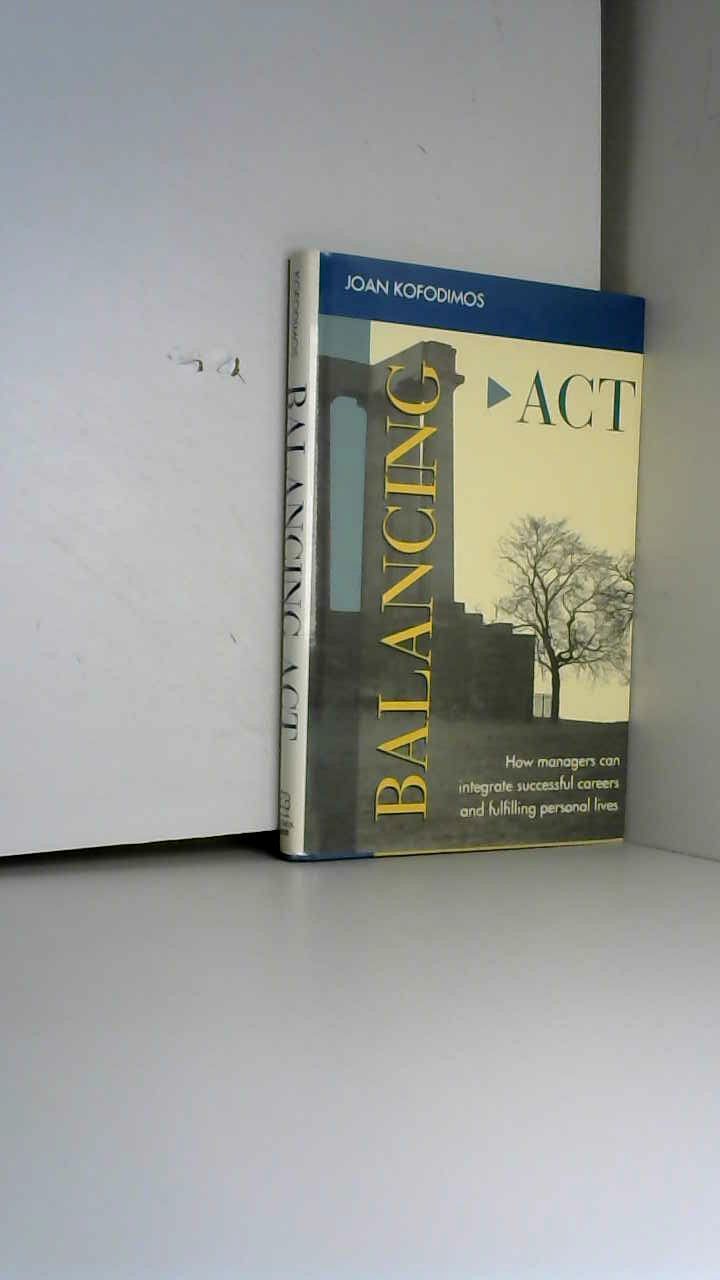 JOAN KOFODIMOS
BALANCING
ACT
How managers can
integrate successful careers
and fulfilling personal lives
KOFODIMOS
BALANCING ACT